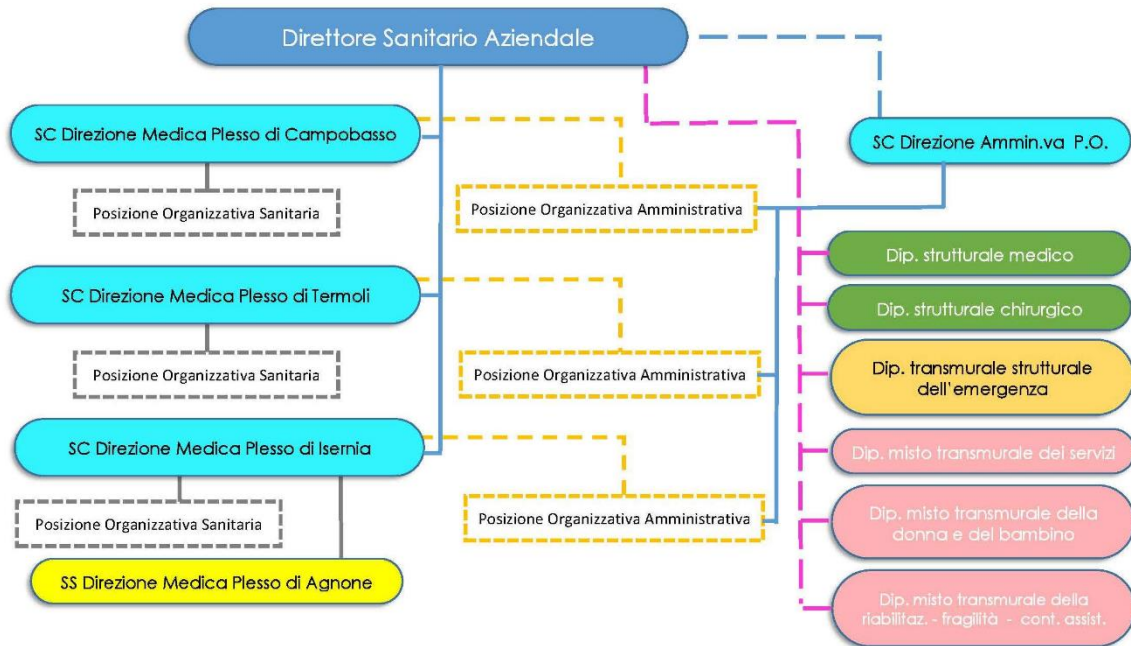 Direttore Sanitario Aziendale
SC Direzione Medica Plesso di Campobasso
SC Direzione Ammin.va P.O.
Posizione Organizzativa Sanitaria
Posizione Organizzativa Amministrativa
Dip. strutturale medico
SC Direzione Medica Plesso di Termoli
Dip. strutturale chirurgico
Posizione Organizzativa Sanitaria
Posizione Organizzativa Amministrativa
Dip. transmurale strutturale
dell'emergenza
SC Direzione Medica Plesso di Isernia
Dip. misto transmurale dei servizi
Posizione Organizzativa Sanitaria
Posizione Organizzativa Amministrativa
Dip. misto transmurale della
donna e del bambino
SS Direzione Medica Plesso di Agnone
Dip. misto transmurale della
riabilitaz. - fragilità - cont. assist.